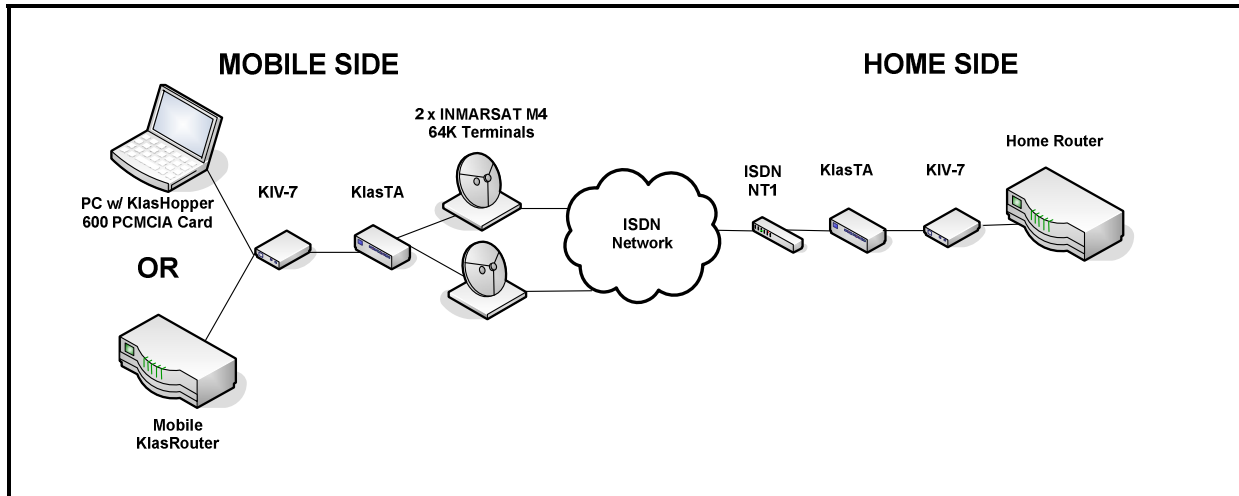 MOBILE SIDE
HOME SIDE
2 x INMARSAT M4
64K Terminals
Home Router
ISDN
NT1
KlasTA
KIV-7
KIV-7
KlasTA
PC w/ KlasHopper
600 PCMCIA Card
ISDN
Network
OR
Mobile
KlasRouter